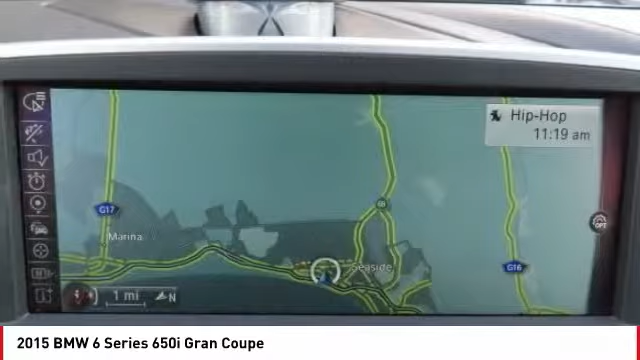 Hip-Hop
11:19 am
G17
68
Marina
Seaside
G16
1 mi
N
2015 BMW 6 Series 650i Gran Coupe